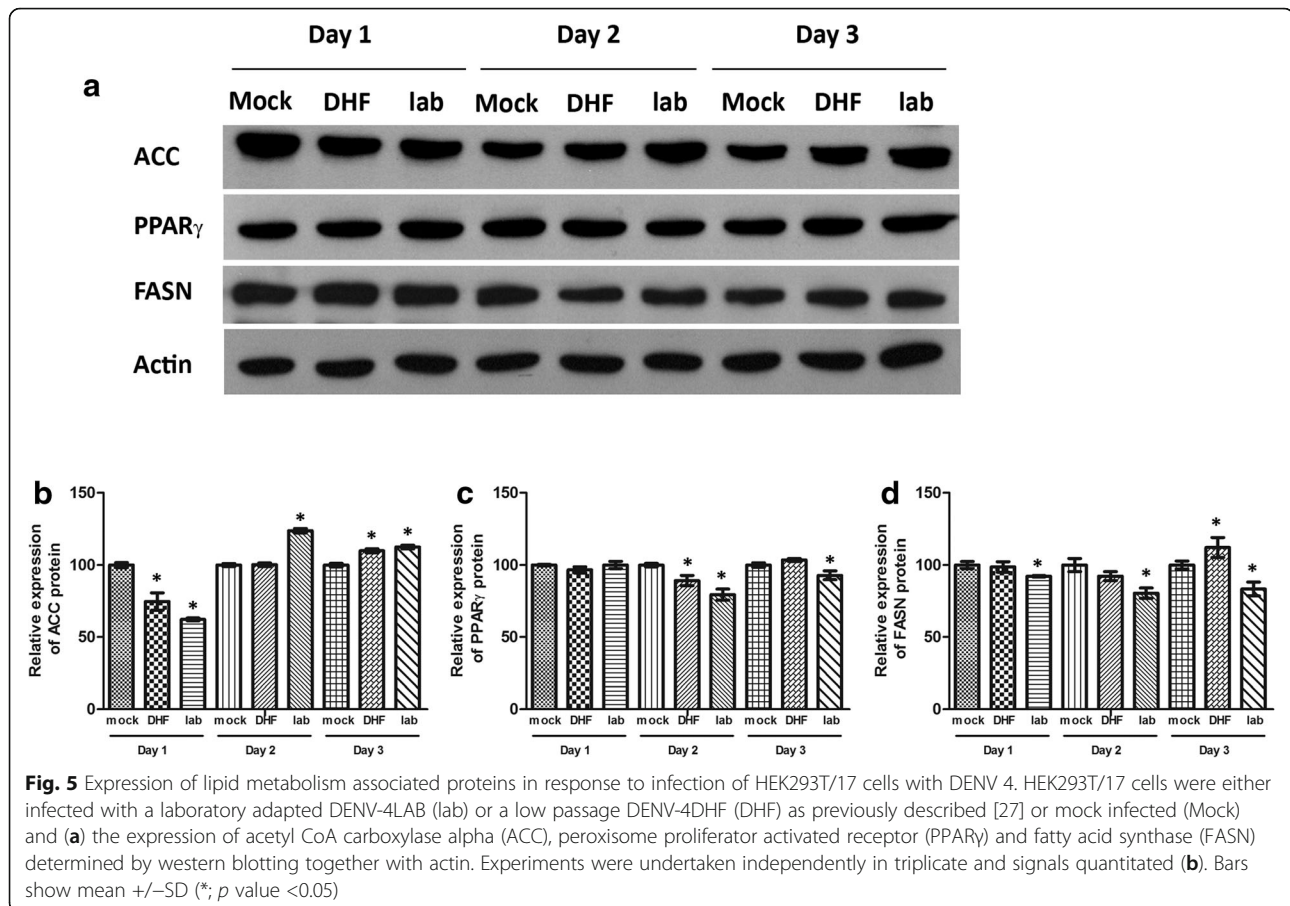 Day 1 Day 2 Day 3
a
Mock DHF lab Mock DHF lab Mock DHF lab
ACC
PPARγ
FASN
Actin
b
Relative expression
of ACC protein
150
100
50
0
* * * * *
mock DHF lab mock DHF lab mock DHF lab
Day 1 Day 2 Day 3
c
Relative expression
of PPARγ protein
150
100
50
0
* * *
mock DHF lab mock DHF lab mock DHF lab
Day 1 Day 2 Day 3
d
Relative expression
of FASN protein
150
100
50
0
* * * *
mock DHF lab mock DHF lab mock DHF lab
Day 1 Day 2 Day 3
Fig. 5 Expression of lipid metabolism associated proteins in response to infection of HEK293T/17 cells with DENV 4. HEK293T/17 cells were either
infected with a laboratory adapted DENV-4LAB (lab) or a low passage DENV-4DHF (DHF) as previously described [27] or mock infected (Mock)
and (a) the expression of acetyl CoA carboxylase alpha (ACC), peroxisome proliferator activated receptor (PPARγ) and fatty acid synthase (FASN)
determined by western blotting together with actin. Experiments were undertaken independently in triplicate and signals quantitated (b). Bars
show mean +/−SD (*; p value <0.05)